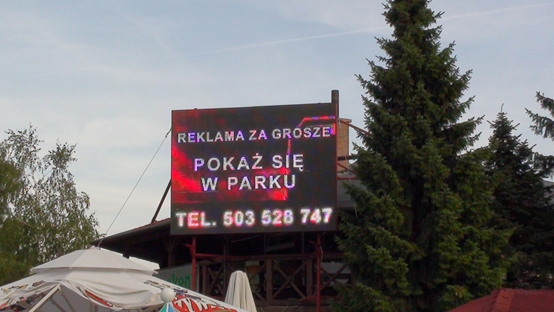 REKLAMA ZA GROSZE
POKAŻ SIĘ
W PARKU
TEL. 503 528 747